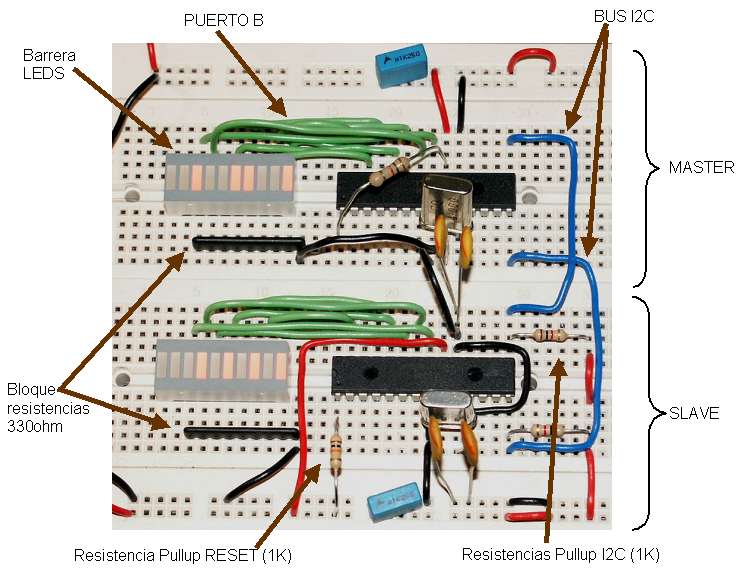 PUERTO B
BUS I2C
Barrera
LEDS
MASTER
Bloque
resistencias
330ohm
SLAVE
Resistencia Pullup RESET (1K)
Resistencias Pullup I2C (1K)